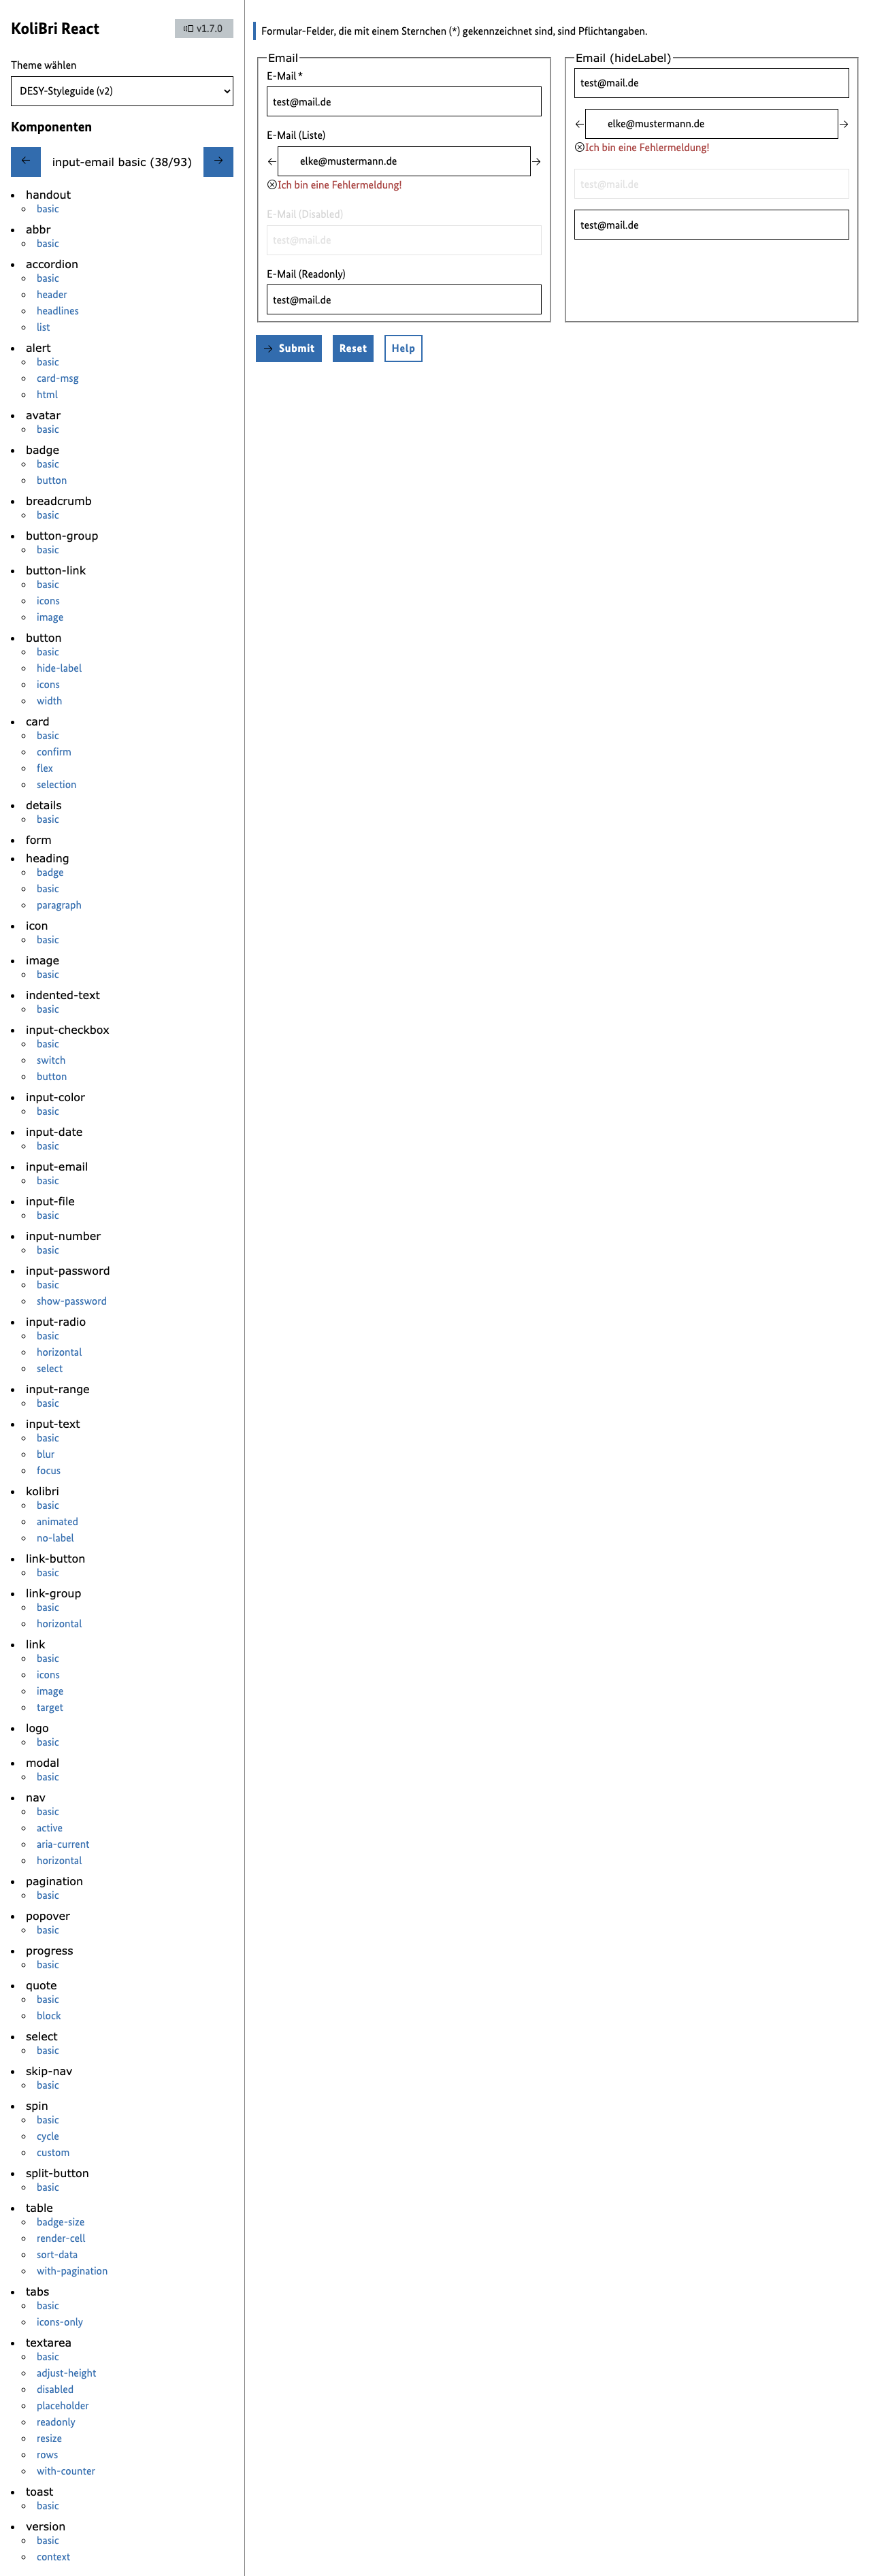 KoliBri React
v1.7.0
Theme wählen
DESY-Styleguide (v2)
Komponenten
← input-email basic (38/93) →
handout
basic
abbr
basic
accordion
basic
header
headlines
list
alert
basic
card-msg
html
avatar
basic
badge
basic
button
breadcrumb
basic
button-group
basic
button-link
basic
icons
image
button
basic
hide-label
icons
width
card
basic
confirm
flex
selection
details
basic
form
heading
badge
basic
paragraph
icon
basic
image
basic
indented-text
basic
input-checkbox
basic
switch
button
input-color
basic
input-date
basic
input-email
basic
input-file
basic
input-number
basic
input-password
basic
show-password
input-radio
basic
horizontal
select
input-range
basic
input-text
basic
blur
focus
kolibri
basic
animated
no-label
link-button
basic
link-group
basic
horizontal
link
basic
icons
image
target
logo
basic
modal
basic
nav
basic
active
aria-current
horizontal
pagination
basic
popover
basic
progress
basic
quote
basic
block
select
basic
skip-nav
basic
spin
basic
cycle
custom
split-button
basic
table
badge-size
render-cell
sort-data
with-pagination
tabs
basic
icons-only
textarea
basic
adjust-height
disabled
placeholder
readonly
resize
rows
with-counter
toast
basic
version
basic
context
Formular-Felder, die mit einem Sternchen (*) gekennzeichnet sind, sind Pflichtangaben.
Email
E-Mail *
test@mail.de
E-Mail (Liste)
← elke@mustermann.de →
Ich bin eine Fehlermeldung!
E-Mail (Disabled)
test@mail.de
E-Mail (Readonly)
test@mail.de
Email (hideLabel)
test@mail.de
← elke@mustermann.de →
Ich bin eine Fehlermeldung!
test@mail.de
test@mail.de
→ Submit
Reset
Help